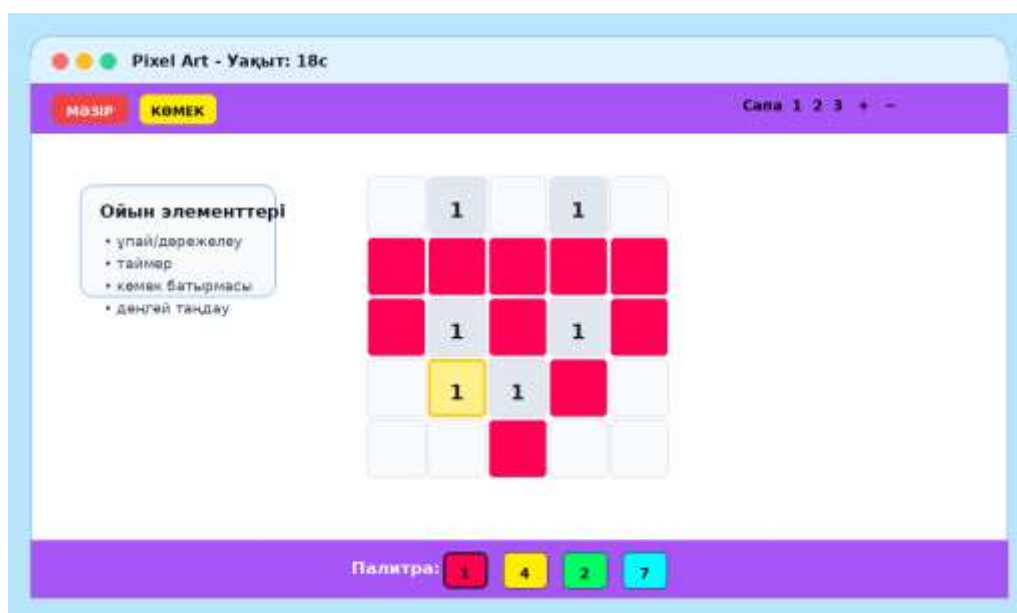 Pixel Art - Уақыт: 18с
МӘЗІР КӨМЕК Сапа 1 2 3 + −
Ойын элементтері
• ұпай/дәрежелеу
• таймер
• көмек батырмасы
• деңгей таңдау
1 1
1 1
1 1
Палитра: 1 4 2 7